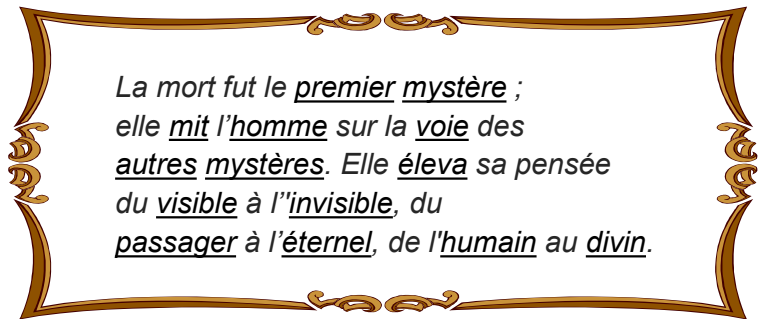 La mort fut le premier mystère ;
elle mit l’homme sur la voie des
autres mystères. Elle éleva sa pensée
du visible à l’'invisible, du
passager à l’éternel, de l'humain au divin.